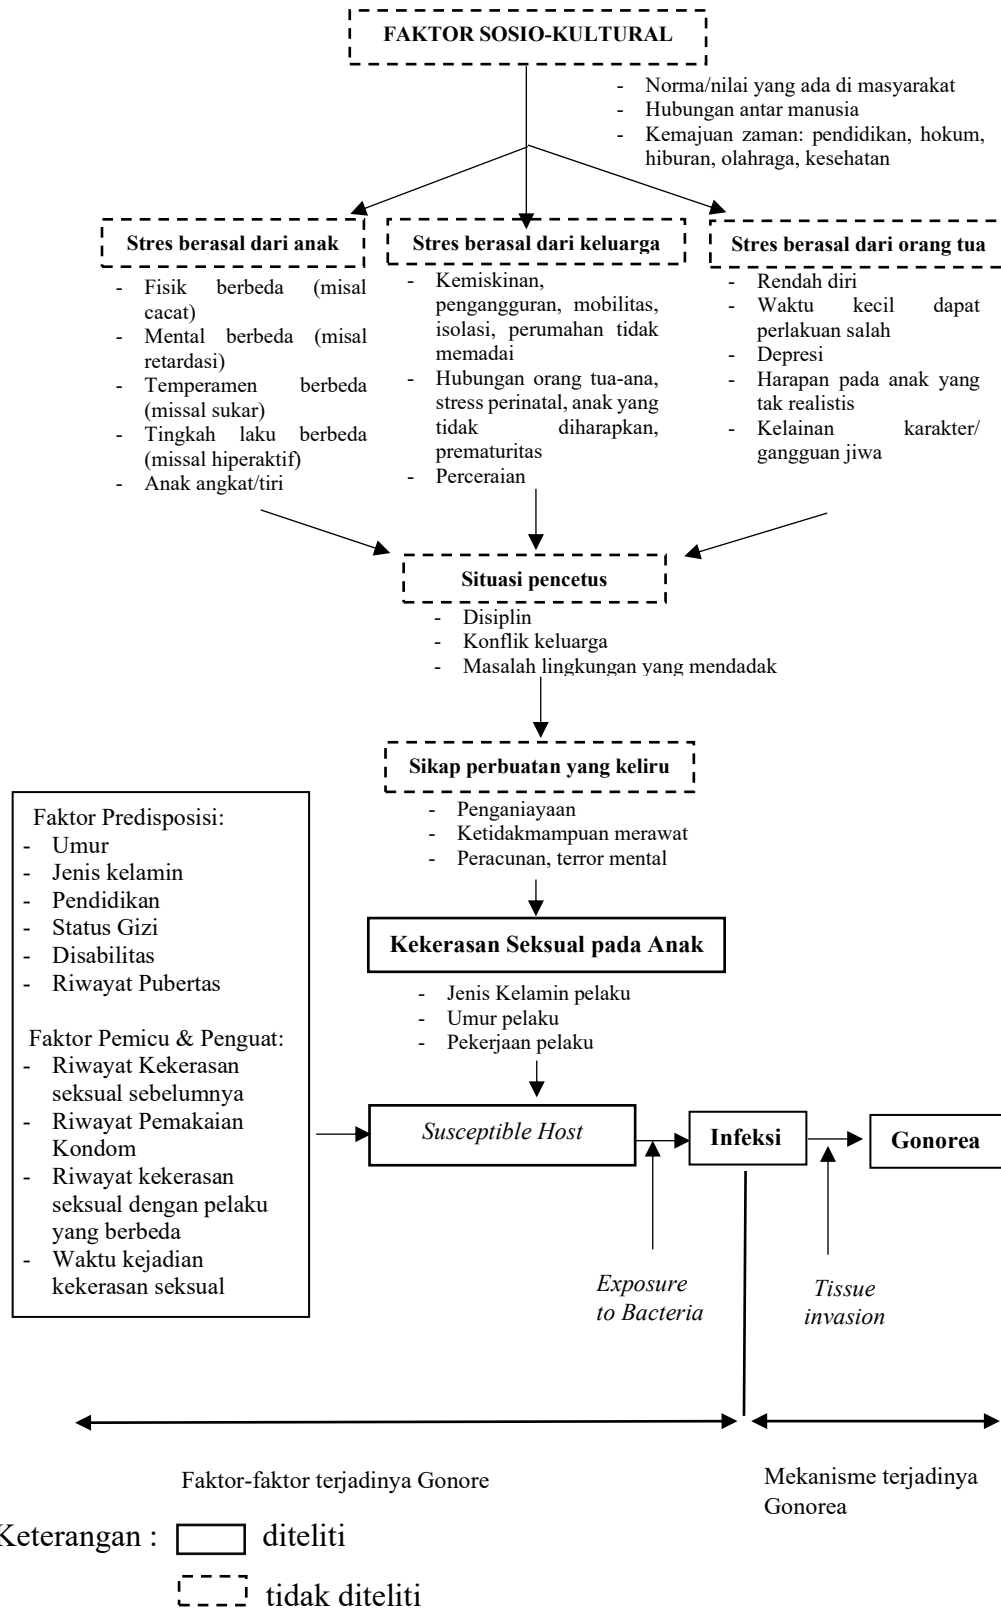 FAKTOR SOSIO-KULTURAL
- Norma/nilai yang ada di masyarakat
- Hubungan antar manusia
- Kemajuan zaman: pendidikan, hokum,
hiburan, olahraga, kesehatan
Stres berasal dari anak
- Fisik berbeda (misal
cacat)
- Mental berbeda (misal
retardasi)
- Temperamen berbeda
(missal sukar)
- Tingkah laku berbeda
(missal hiperaktif)
- Anak angkat/tiri
Stres berasal dari keluarga
- Kemiskinan,
pengangguran, mobilitas,
isolasi, perumahan tidak
memadai
- Hubungan orang tua-ana,
stress perinatal, anak yang
tidak diharapkan,
prematuritas
- Perceraian
Stres berasal dari orang tua
- Rendah diri
- Waktu kecil dapat
perlakuan salah
- Depresi
- Harapan pada anak yang
tak realistis
- Kelainan karakter/
gangguan jiwa
Situasi pencetus
- Disiplin
- Konflik keluarga
- Masalah lingkungan yang mendadak
Sikap perbuatan yang keliru
- Penganiayaan
- Ketidakmampuan merawat
- Peracunan, terror mental
Kekerasan Seksual pada Anak
- Jenis Kelamin pelaku
- Umur pelaku
- Pekerjaan pelaku
Faktor Predisposisi:
- Umur
- Jenis kelamin
- Pendidikan
- Status Gizi
- Disabilitas
- Riwayat Pubertas
Faktor Pemicu & Penguat:
- Riwayat Kekerasan
seksual sebelumnya
- Riwayat Pemakaian
Kondom
- Riwayat kekerasan
seksual dengan pelaku
yang berbeda
- Waktu kejadian
kekerasan seksual
Susceptible Host
Infeksi
Gonorea
Exposure
to Bacteria
Tissue
invasion
Faktor-faktor terjadinya Gonore
Mekanisme terjadinya
Gonorea
Keterangan :
diteliti
tidak diteliti